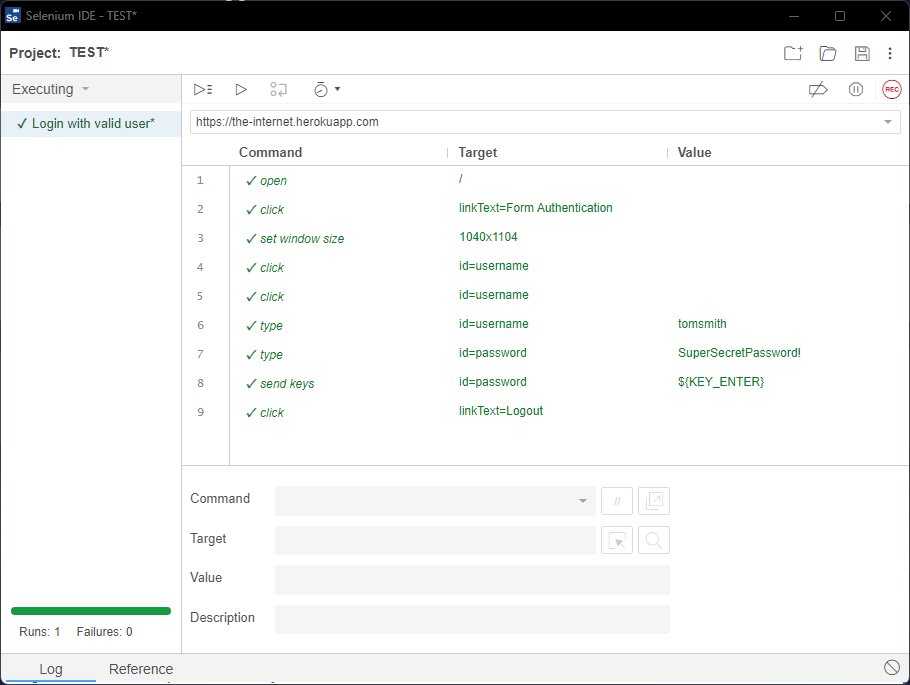 Se Selenium IDE - TEST*
Project: TEST*
Executing
✓ Login with valid user*
REC
https://the-internet.herokuapp.com
Command Target Value
1 ✓ open /
2 ✓ click linkText=Form Authentication
3 ✓ set window size 1040x1104
4 ✓ click id=username
5 ✓ click id=username
6 ✓ type id=username tomsmith
7 ✓ type id=password SuperSecretPassword!
8 ✓ send keys id=password ${KEY_ENTER}
9 ✓ click linkText=Logout
Command //
Target
Value
Description
Runs: 1 Failures: 0
Log Reference